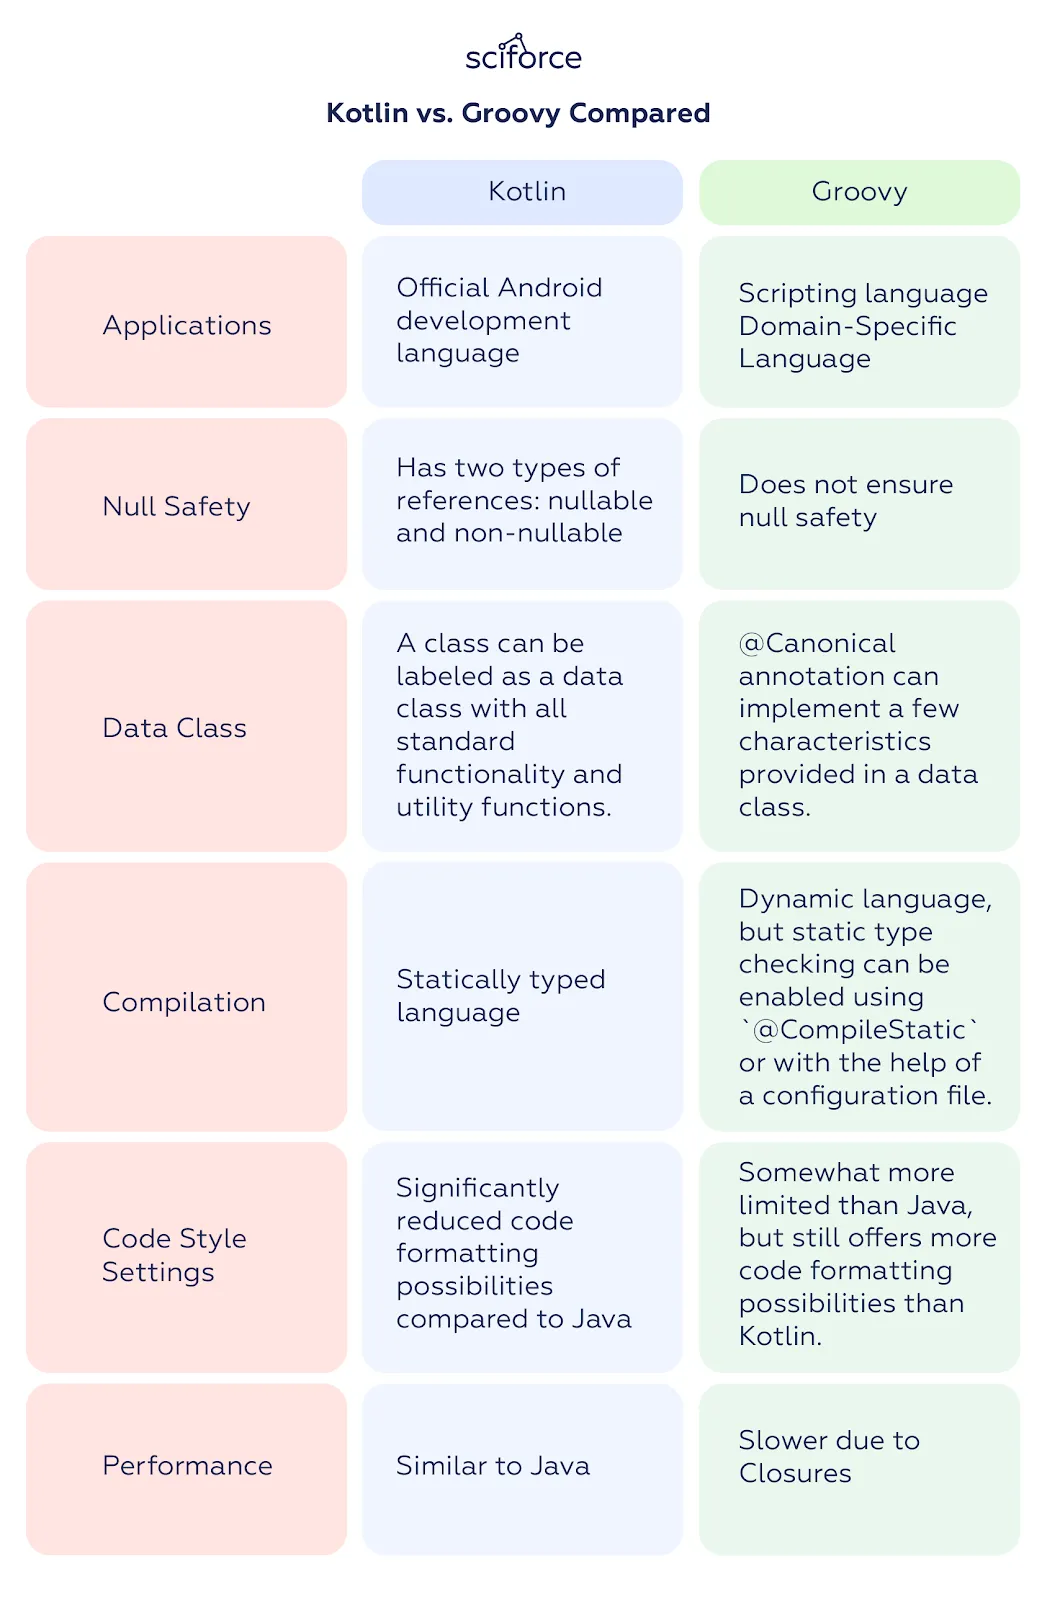 sciforce
Kotlin vs. Groovy Compared
Kotlin
Groovy
Applications
Official Android
development
language
Scripting language
Domain-Specific
Language
Null Safety
Has two types of
references: nullable
and non-nullable
Does not ensure
null safety
Data Class
A class can be
labeled as a data
class with all
standard
functionality and
utility functions.
@Canonical
annotation can
implement a few
characteristics
provided in a data
class.
Compilation
Statically typed
language
Dynamic language,
but static type
checking can be
enabled using
`@CompileStatic`
or with the help of
a configuration file.
Code Style
Settings
Significantly
reduced code
formatting
possibilities
compared to Java
Somewhat more
limited than Java,
but still offers more
code formatting
possibilities than
Kotlin.
Performance
Similar to Java
Slower due to
Closures